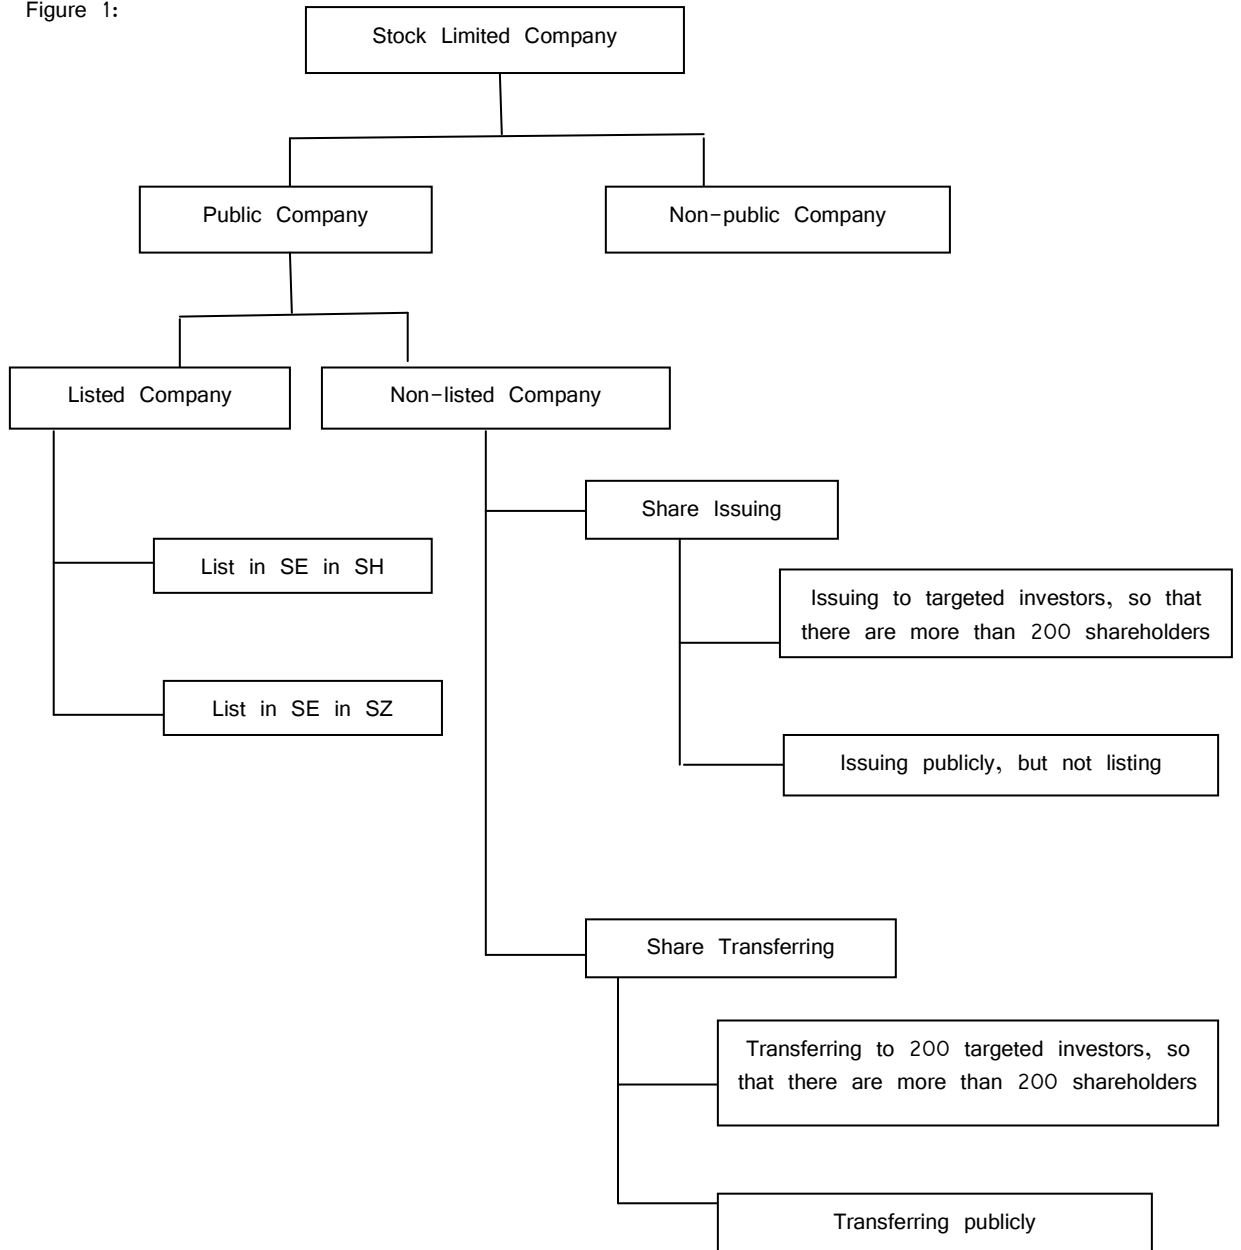 Figure 1:
Stock Limited Company
Public Company
Non-public Company
Listed Company
Non-listed Company
Share Issuing
List in SE in SH
Issuing to targeted investors, so that
there are more than 200 shareholders
List in SE in SZ
Issuing publicly, but not listing
Share Transferring
Transferring to 200 targeted investors, so
that there are more than 200 shareholders
Transferring publicly